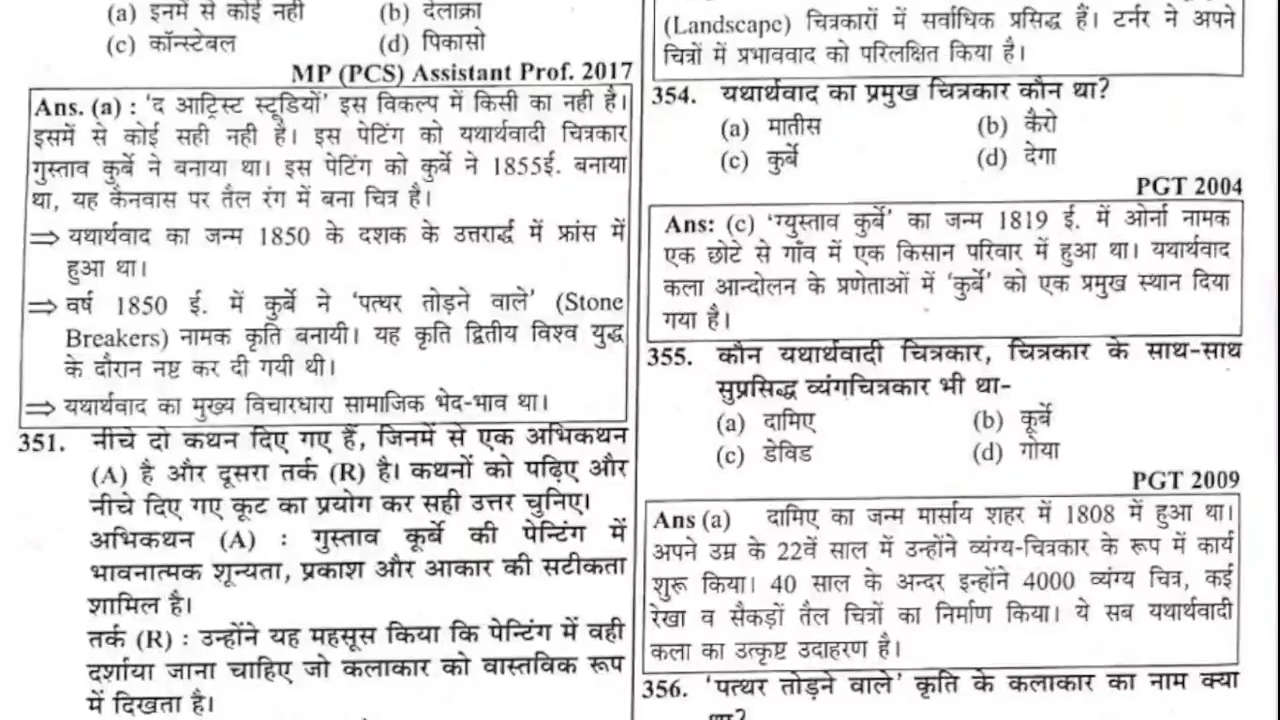 (a) इनमें से कोई नही (b) देलाक्रा
(c) कॉन्स्टेबल (d) पिकासो
MP (PCS) Assistant Prof. 2017
Ans. (a) : 'द आट्रिस्ट स्टूडियों' इस विकल्प में किसी का नही है।
इसमें से कोई सही नही है। इस पेटिंग को यथार्थवादी चित्रकार
गुस्ताव कुर्बे ने बनाया था। इस पेटिंग को कुर्बे ने 1855ई. बनाया
था, यह कैनवास पर तैल रंग में बना चित्र है।
⇒ यथार्थवाद का जन्म 1850 के दशक के उत्तरार्द्ध में फ्रांस में
हुआ था।
⇒ वर्ष 1850 ई. में कुर्बे ने 'पत्थर तोड़ने वाले' (Stone
Breakers) नामक कृति बनायी। यह कृति द्वितीय विश्व युद्ध
के दौरान नष्ट कर दी गयी थी।
⇒ यथार्थवाद का मुख्य विचारधारा सामाजिक भेद-भाव था।
351. नीचे दो कथन दिए गए हैं, जिनमें से एक अभिकथन
(A) है और दूसरा तर्क (R) है। कथनों को पढ़िए और
नीचे दिए गए कूट का प्रयोग कर सही उत्तर चुनिए।
अभिकथन (A) : गुस्ताव कूर्बे की पेन्टिंग में
भावनात्मक शून्यता, प्रकाश और आकार की सटीकता
शामिल है।
तर्क (R) : उन्होंने यह महसूस किया कि पेन्टिंग में वही
दर्शाया जाना चाहिए जो कलाकार को वास्तविक रूप
में दिखता है।
(Landscape) चित्रकारों में सर्वाधिक प्रसिद्ध हैं। टर्नर ने अपने
चित्रों में प्रभाववाद को परिलक्षित किया है।
354. यथार्थवाद का प्रमुख चित्रकार कौन था?
(a) मातीस (b) कैरो
(c) कुर्बे (d) देगा
PGT 2004
Ans: (c) 'ग्युस्ताव कुर्बे' का जन्म 1819 ई. में ओर्ना नामक
एक छोटे से गाँव में एक किसान परिवार में हुआ था। यथार्थवाद
कला आन्दोलन के प्रणेताओं में 'कुर्बे' को एक प्रमुख स्थान दिया
गया है।
355. कौन यथार्थवादी चित्रकार, चित्रकार के साथ-साथ
सुप्रसिद्ध व्यंगचित्रकार भी था-
(a) दामिए (b) कूर्बे
(c) डेविड (d) गोया
PGT 2009
Ans (a) दामिए का जन्म मार्साय शहर में 1808 में हुआ था।
अपने उम्र के 22वें साल में उन्होंने व्यंग्य-चित्रकार के रूप में कार्य
शुरू किया। 40 साल के अन्दर इन्होंने 4000 व्यंग्य चित्र, कई
रेखा व सैकड़ों तैल चित्रों का निर्माण किया। ये सब यथार्थवादी
कला का उत्कृष्ट उदाहरण है।
356. 'पत्थर तोड़ने वाले' कृति के कलाकार का नाम क्या